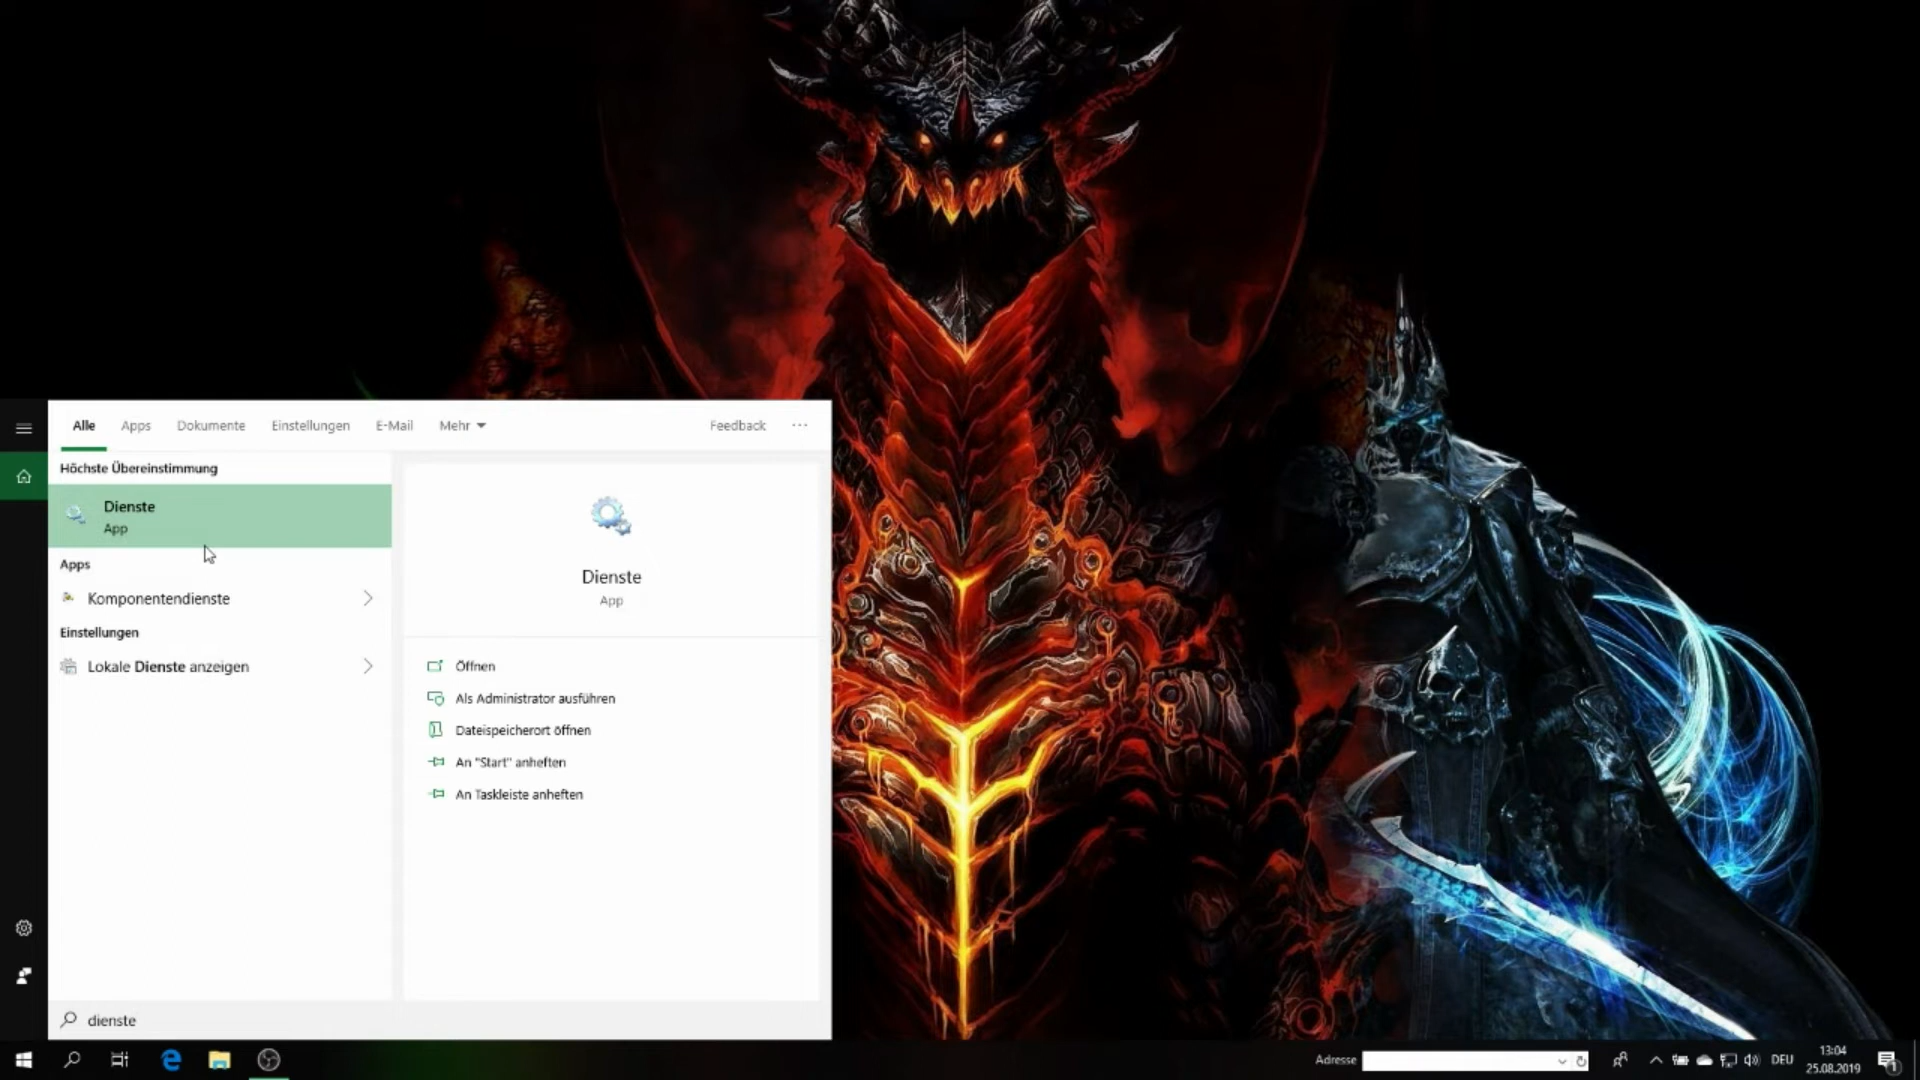 Alle Apps Dokumente Einstellungen E-Mail Mehr Feedback ...
Höchste Übereinstimmung
Dienste
App
Apps
Komponentendienste
Einstellungen
Lokale Dienste anzeigen
Dienste
App
Öffnen
Als Administrator ausführen
Dateispeicherort öffnen
An "Start" anheften
An Taskleiste anheften
dienste
Adresse
DEU
13:04
25.08.2019
1